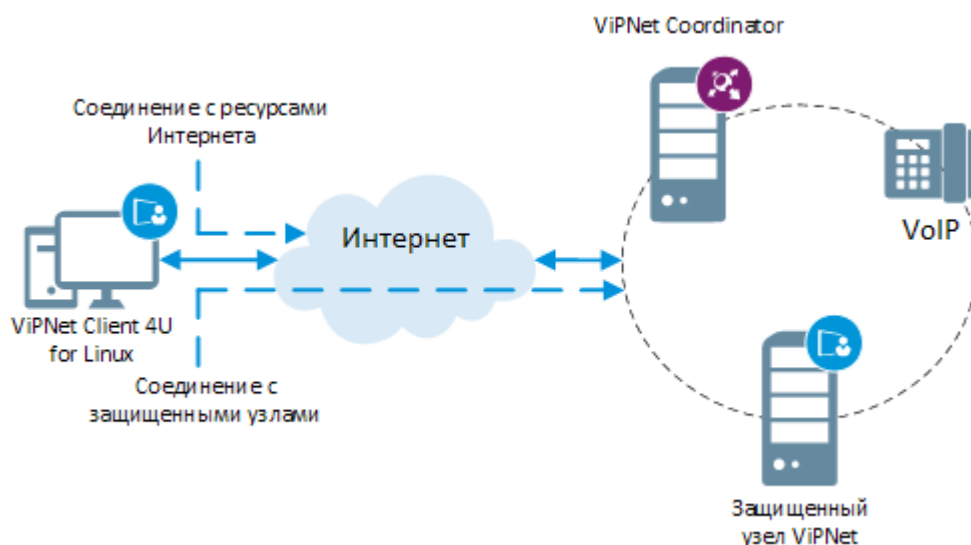 ViPNet Coordinator
Соединение с ресурсами
Интернета
Интернет
VoIP
ViPNet Client 4U
for Linux
Соединение с
защищенными узлами
Защищенный
узел ViPNet